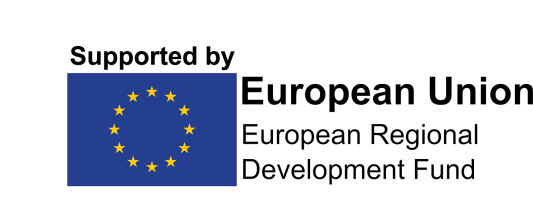 Supported by
European Union
European Regional
Development Fund